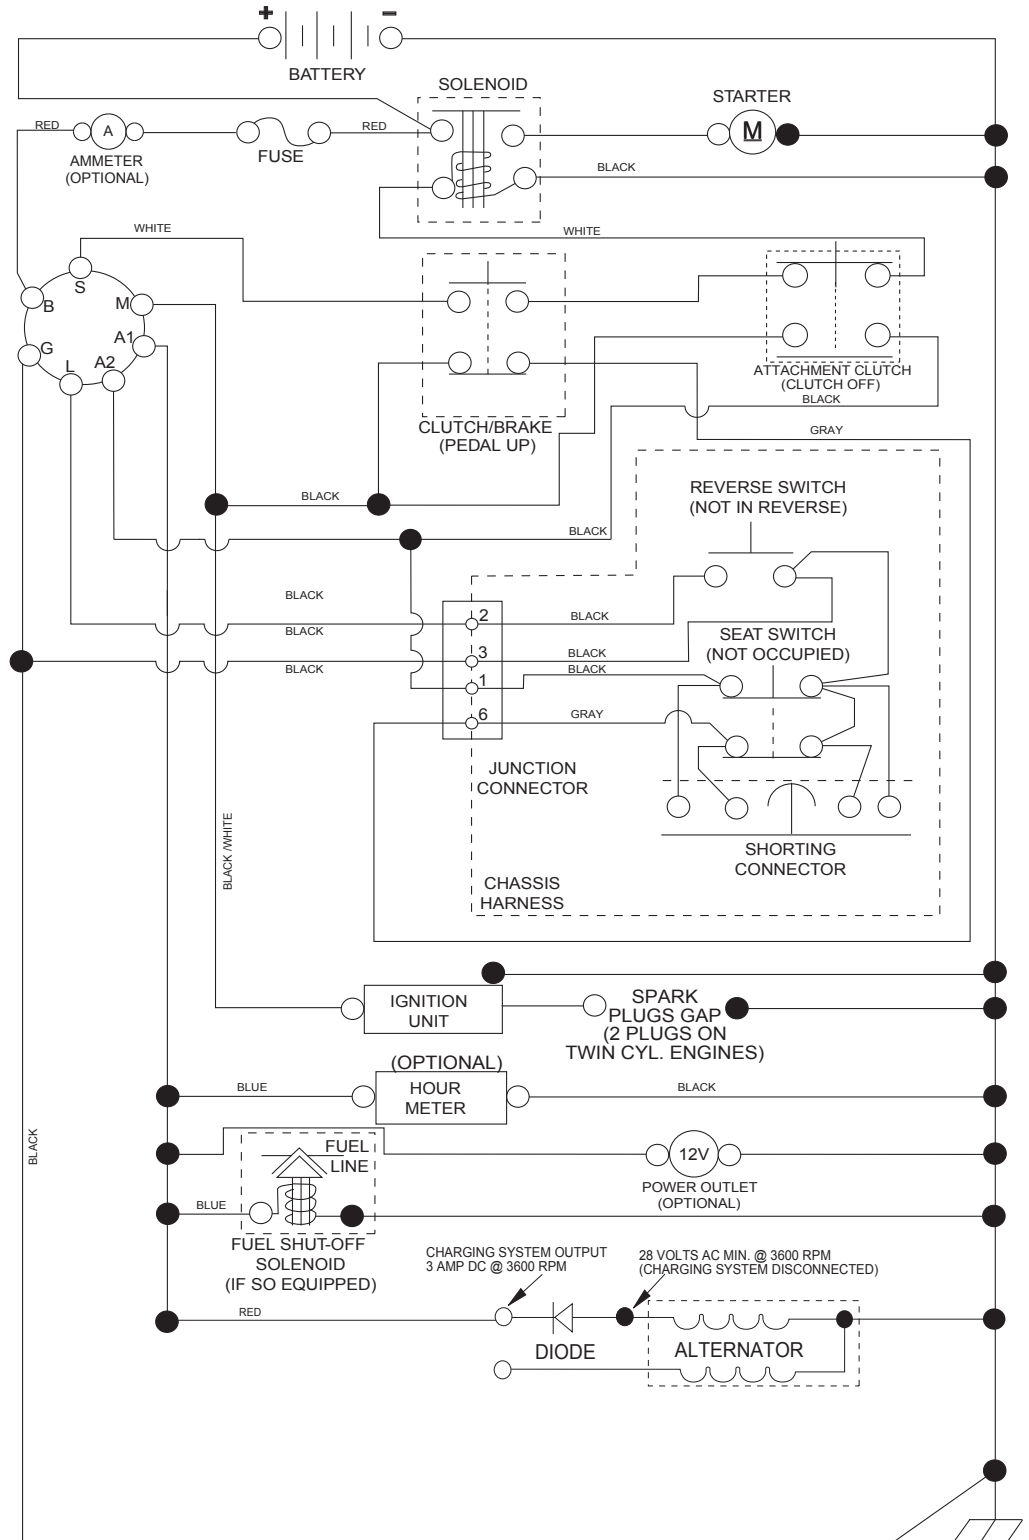 + −
BATTERY
SOLENOID
STARTER
RED
A
RED
M
FUSE
AMMETER
(OPTIONAL)
BLACK
WHITE
WHITE
S
B
M
A1
G
L
A2
ATTACHMENT CLUTCH
(CLUTCH OFF)
BLACK
CLUTCH/BRAKE
(PEDAL UP)
GRAY
BLACK
REVERSE SWITCH
(NOT IN REVERSE)
BLACK
BLACK
2
BLACK
BLACK
SEAT SWITCH
(NOT OCCUPIED)
3
BLACK
BLACK
BLACK
1
6
GRAY
JUNCTION
CONNECTOR
SHORTING
CONNECTOR
BLACK /WHITE
CHASSIS
HARNESS
IGNITION
UNIT
SPARK
PLUGS GAP
(2 PLUGS ON
TWIN CYL. ENGINES)
(OPTIONAL)
BLUE
HOUR
METER
BLACK
BLACK
FUEL
LINE
12V
POWER OUTLET
(OPTIONAL)
BLUE
FUEL SHUT-OFF
SOLENOID
(IF SO EQUIPPED)
CHARGING SYSTEM OUTPUT
3 AMP DC @ 3600 RPM
28 VOLTS AC MIN. @ 3600 RPM
(CHARGING SYSTEM DISCONNECTED)
RED
DIODE
ALTERNATOR